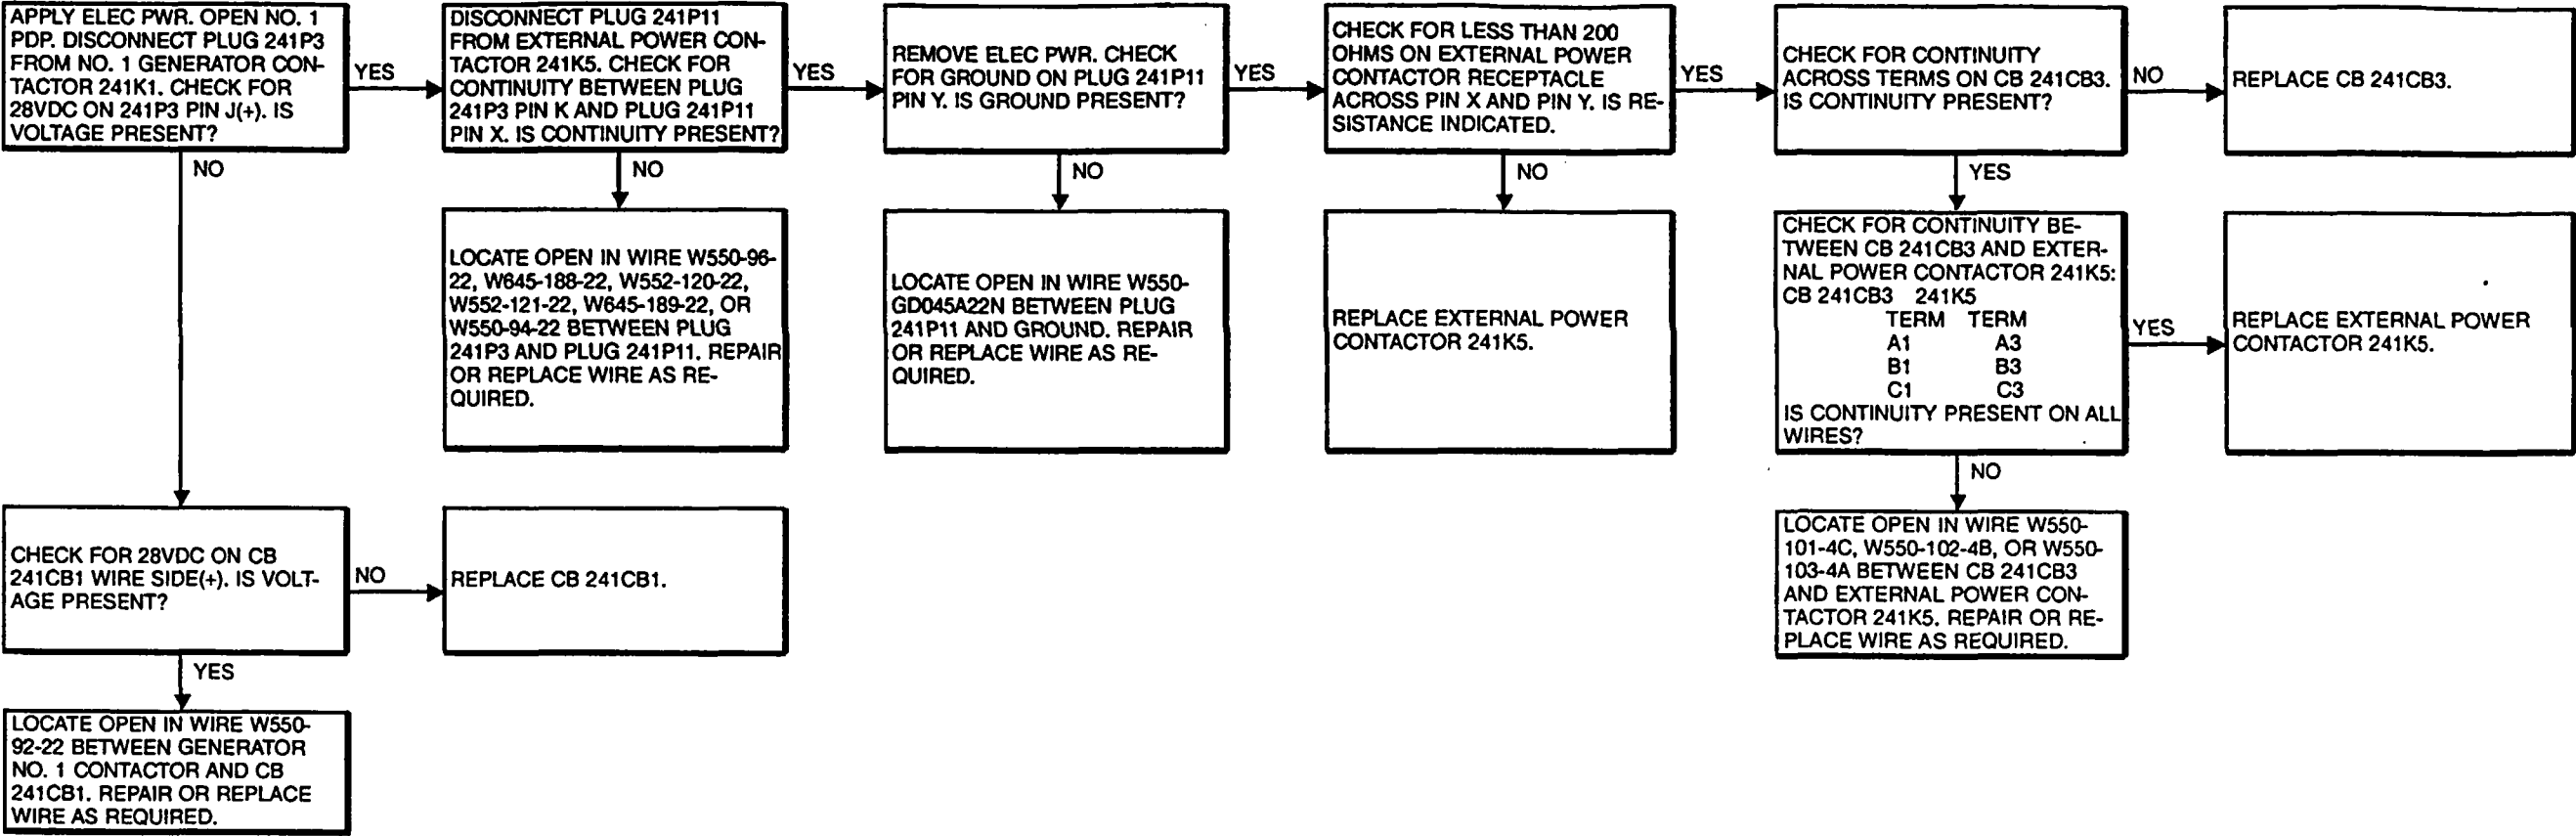 APPLY ELEC PWR. OPEN NO. 1
PDP. DISCONNECT PLUG 241P3
FROM NO. 1 GENERATOR CON-
TACTOR 241K1. CHECK FOR
28VDC ON 241P3 PIN J(+). IS
VOLTAGE PRESENT?
YES
NO
DISCONNECT PLUG 241P11
FROM EXTERNAL POWER CON-
TACTOR 241K5. CHECK FOR
CONTINUITY BETWEEN PLUG
241P3 PIN K AND PLUG 241P11
PIN X. IS CONTINUITY PRESENT?
YES
NO
REMOVE ELEC PWR. CHECK
FOR GROUND ON PLUG 241P11
PIN Y. IS GROUND PRESENT?
YES
NO
CHECK FOR LESS THAN 200
OHMS ON EXTERNAL POWER
CONTACTOR RECEPTACLE
ACROSS PIN X AND PIN Y. IS RE-
SISTANCE INDICATED.
YES
NO
CHECK FOR CONTINUITY
ACROSS TERMS ON CB 241CB3.
IS CONTINUITY PRESENT?
NO
YES
REPLACE CB 241CB3.
LOCATE OPEN IN WIRE W550-96-
22, W645-188-22, W552-120-22,
W552-121-22, W645-189-22, OR
W550-94-22 BETWEEN PLUG
241P3 AND PLUG 241P11. REPAIR
OR REPLACE WIRE AS RE-
QUIRED.
LOCATE OPEN IN WIRE W550-
GD045A22N BETWEEN PLUG
241P11 AND GROUND. REPAIR
OR REPLACE WIRE AS RE-
QUIRED.
REPLACE EXTERNAL POWER
CONTACTOR 241K5.
CHECK FOR CONTINUITY BE-
TWEEN CB 241CB3 AND EXTER-
NAL POWER CONTACTOR 241K5:
CB 241CB3 241K5
TERM TERM
A1 A3
B1 B3
C1 C3
IS CONTINUITY PRESENT ON ALL
WIRES?
YES
NO
REPLACE EXTERNAL POWER
CONTACTOR 241K5.
CHECK FOR 28VDC ON CB
241CB1 WIRE SIDE(+). IS VOLT-
AGE PRESENT?
NO
YES
REPLACE CB 241CB1.
LOCATE OPEN IN WIRE W550-
101-4C, W550-102-4B, OR W550-
103-4A BETWEEN CB 241CB3
AND EXTERNAL POWER CON-
TACTOR 241K5. REPAIR OR RE-
PLACE WIRE AS REQUIRED.
LOCATE OPEN IN WIRE W550-
92-22 BETWEEN GENERATOR
NO. 1 CONTACTOR AND CB
241CB1. REPAIR OR REPLACE
WIRE AS REQUIRED.